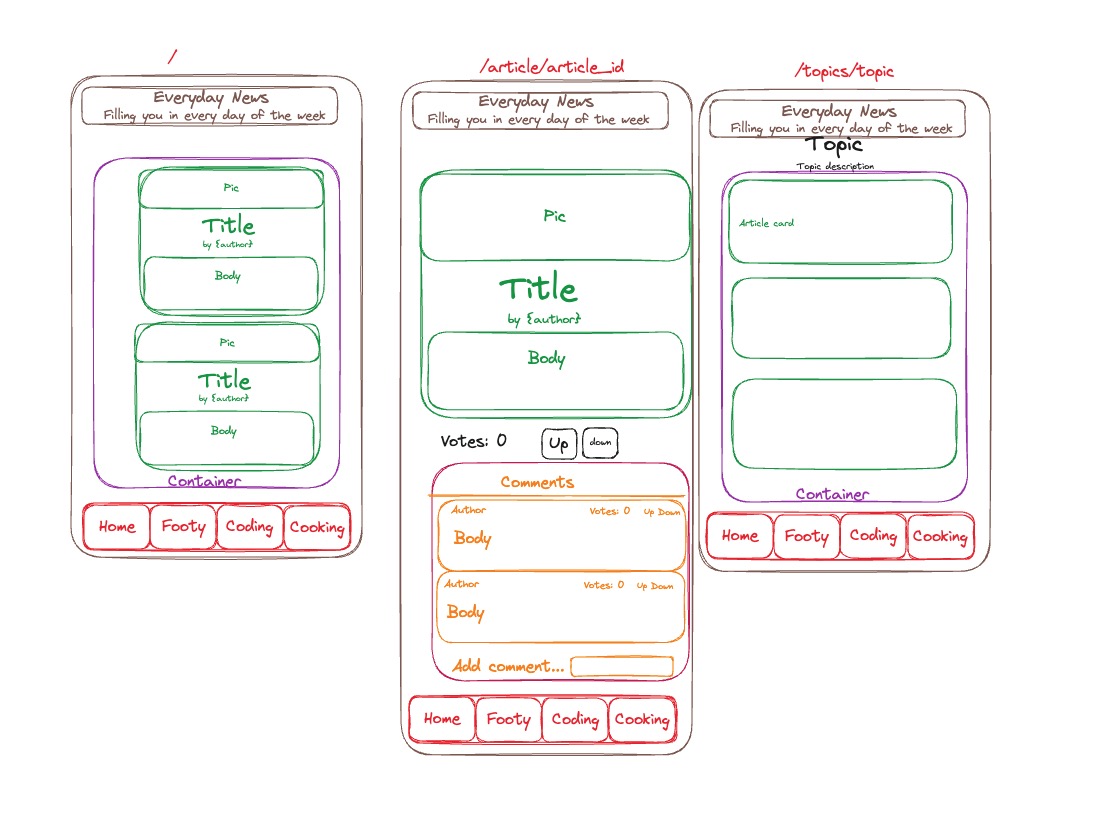 /
Everyday News
Filling you in every day of the week
Pic
Title
by {author}
Body
Pic
Title
by {author}
Body
Container
Home Footy Coding Cooking
/article/article_id
Everyday News
Filling you in every day of the week
Pic
Title
by {author}
Body
Votes: 0 Up down
Comments
Author Votes: 0 Up Down
Body
Author Votes: 0 Up Down
Body
Add comment...
Home Footy Coding Cooking
/topics/topic
Everyday News
Filling you in every day of the week
Topic
Topic description
Article card
Container
Home Footy Coding Cooking